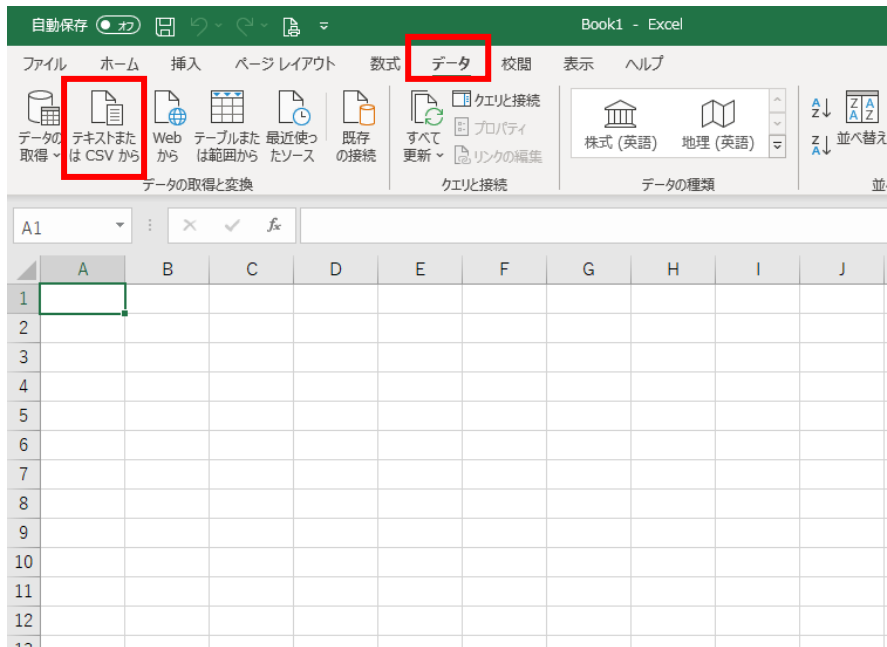 自動保存 オフ Book1 - Excel
ファイル ホーム 挿入 ページ レイアウト 数式 データ 校閲 表示 ヘルプ
データの取得 テキストまたは CSV から Web から テーブルまたは範囲から 最近使ったソース 既存の接続 すべて更新 クエリと接続 プロパティ リンクの編集 株式 (英語) 地理 (英語) 並べ替え
データの取得と変換 クエリと接続 データの種類 並
A1 fx
A B C D E F G H I J
1
2
3
4
5
6
7
8
9
10
11
12
13